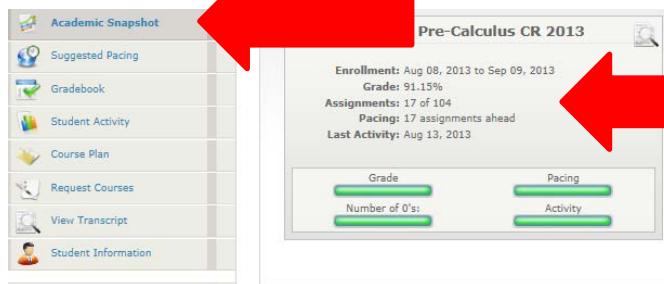 Academic Snapshot
Suggested Pacing
Gradebook
Student Activity
Course Plan
Request Courses
View Transcript
Student Information
Pre-Calculus CR 2013
Enrollment: Aug 08, 2013 to Sep 09, 2013
Grade: 91.15%
Assignments: 17 of 104
Pacing: 17 assignments ahead
Last Activity: Aug 13, 2013
Grade Pacing
Number of 0's: Activity